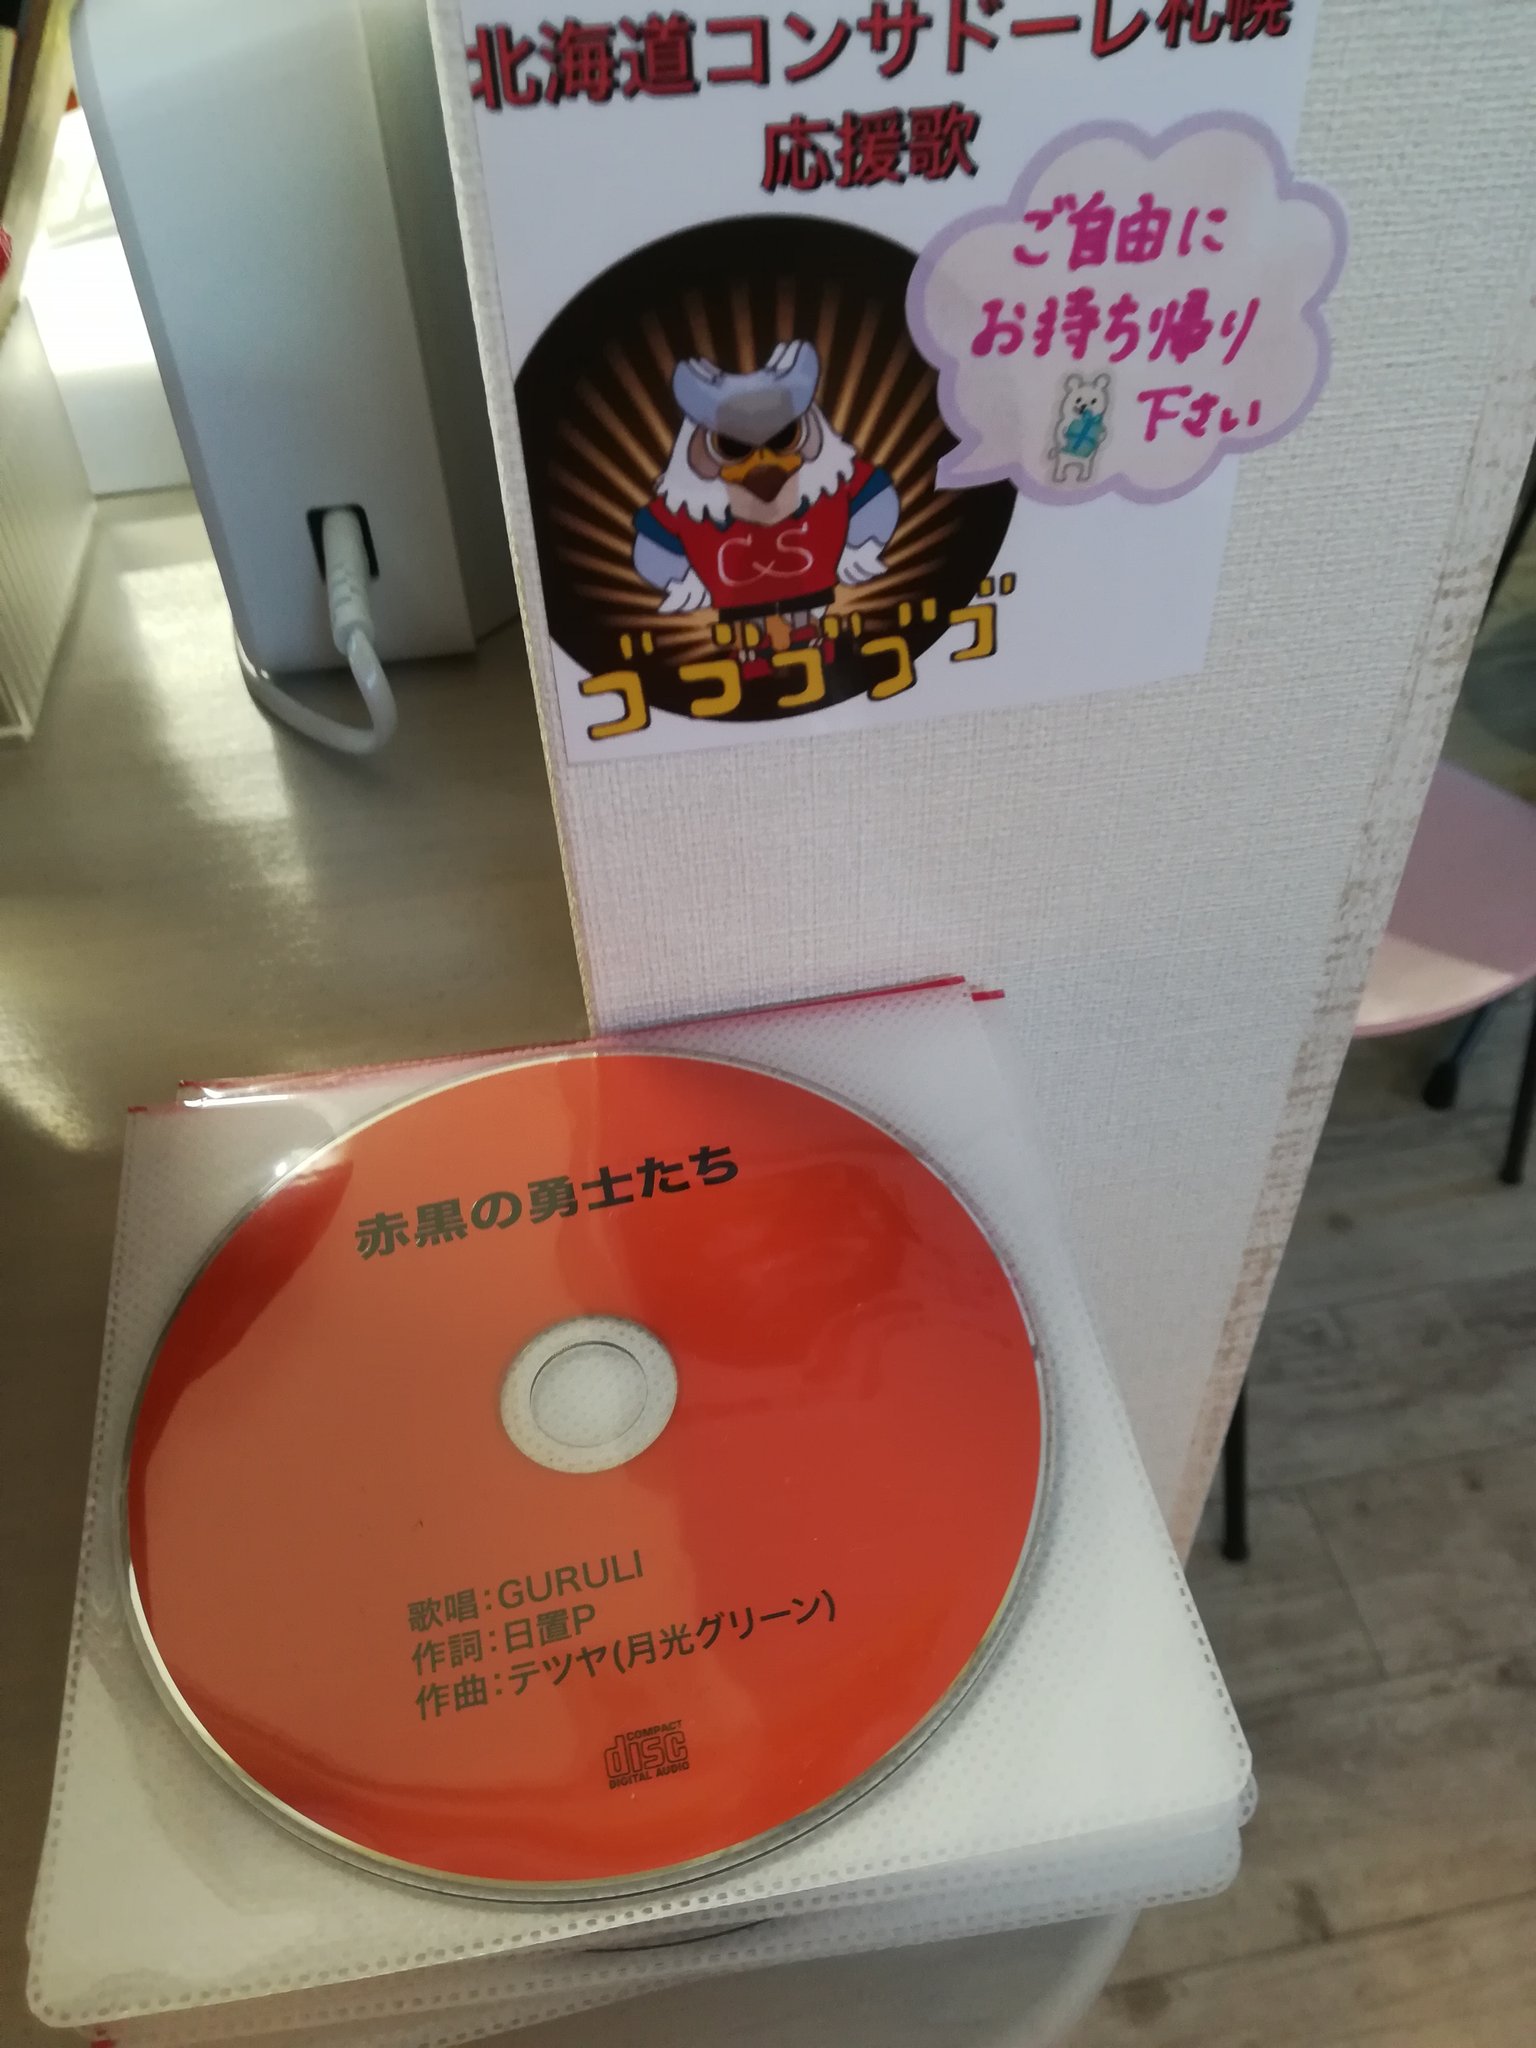 北海道コンサドーレ札幌
応援歌
ご自由に
お持ち帰り
下さい
CS
ゴゴゴゴゴ
赤黒の勇士たち
歌唱:GURULI
作詞:日置P
作曲:テツヤ(月光グリーン)
COMPACT
disc
DIGITAL AUDIO